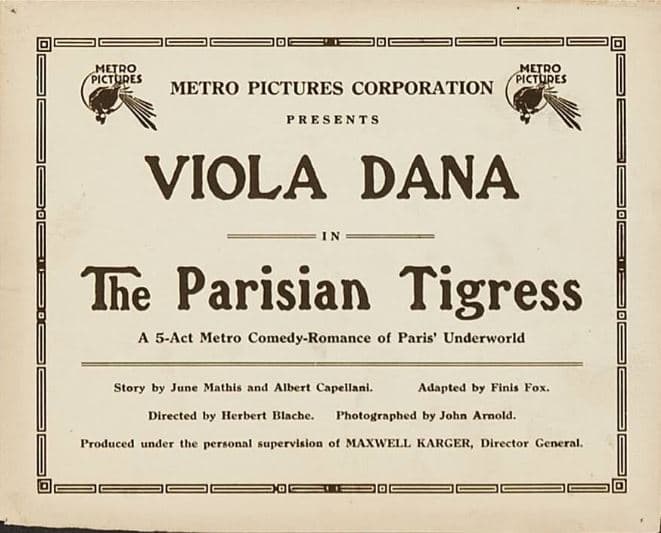 METRO PICTURES
METRO PICTURES
METRO PICTURES CORPORATION
PRESENTS
VIOLA DANA
IN
The Parisian Tigress
A 5-Act Metro Comedy-Romance of Paris' Underworld
Story by June Mathis and Albert Capellani. Adapted by Finis Fox.
Directed by Herbert Blache. Photographed by John Arnold.
Produced under the personal supervision of MAXWELL KARGER, Director General.